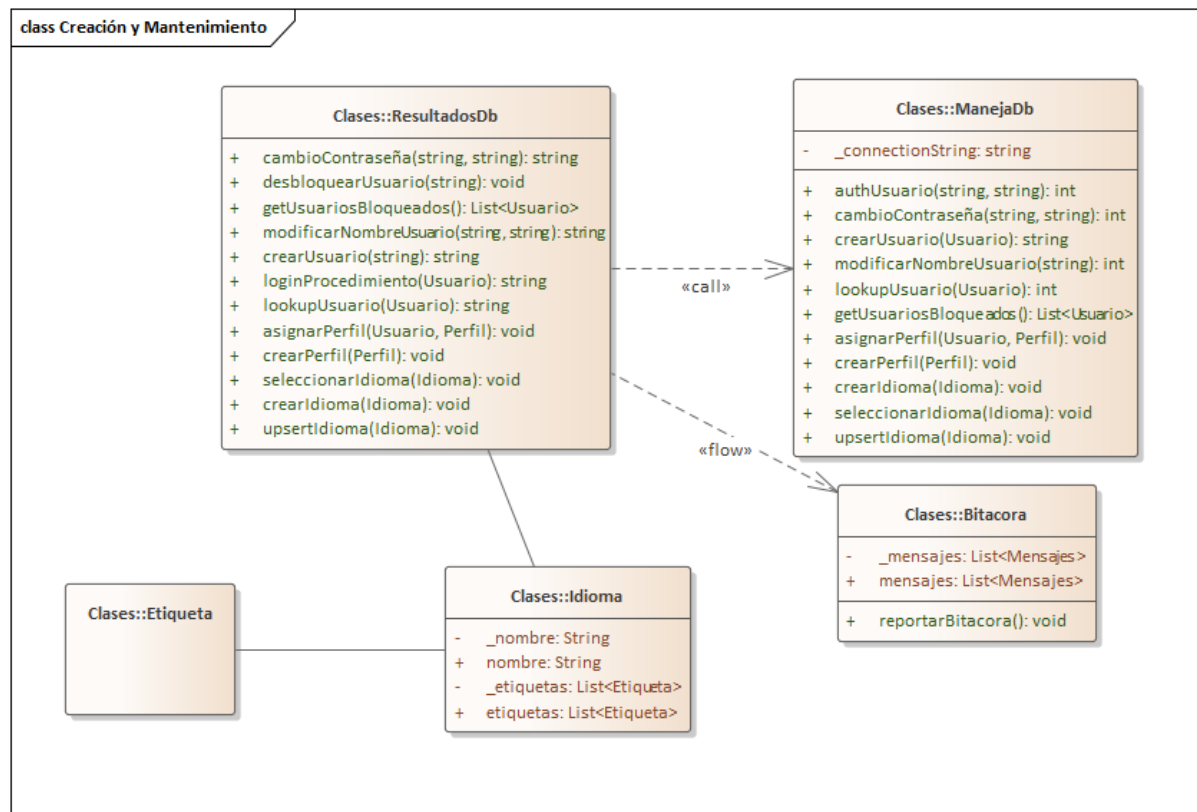 class Creación y Mantenimiento
Clases::ResultadosDb
+ cambioContraseña(string, string): string
+ desbloquearUsuario(string): void
+ getUsuariosBloqueados(): List<Usuario>
+ modificarNombreUsuario(string, string): string
+ crearUsuario(string): string
+ loginProcedimiento(Usuario): string
+ lookupUsuario(Usuario): string
+ asignarPerfil(Usuario, Perfil): void
+ crearPerfil(Perfil): void
+ seleccionarIdioma(Idioma): void
+ crearIdioma(Idioma): void
+ upsertIdioma(Idioma): void
Clases::ManejaDb
- _connectionString: string
+ authUsuario(string, string): int
+ cambioContraseña(string, string): int
+ crearUsuario(Usuario): string
+ modificarNombreUsuario(string): int
+ lookupUsuario(Usuario): int
+ getUsuariosBloqueados(): List<Usuario>
+ asignarPerfil(Usuario, Perfil): void
+ crearPerfil(Perfil): void
+ crearIdioma(Idioma): void
+ seleccionarIdioma(Idioma): void
+ upsertIdioma(Idioma): void
«call»
«flow»
Clases::Bitacora
- _mensajes: List<Mensajes>
+ mensajes: List<Mensajes>
+ reportarBitacora(): void
Clases::Etiqueta
Clases::Idioma
- _nombre: String
+ nombre: String
- _etiquetas: List<Etiqueta>
+ etiquetas: List<Etiqueta>